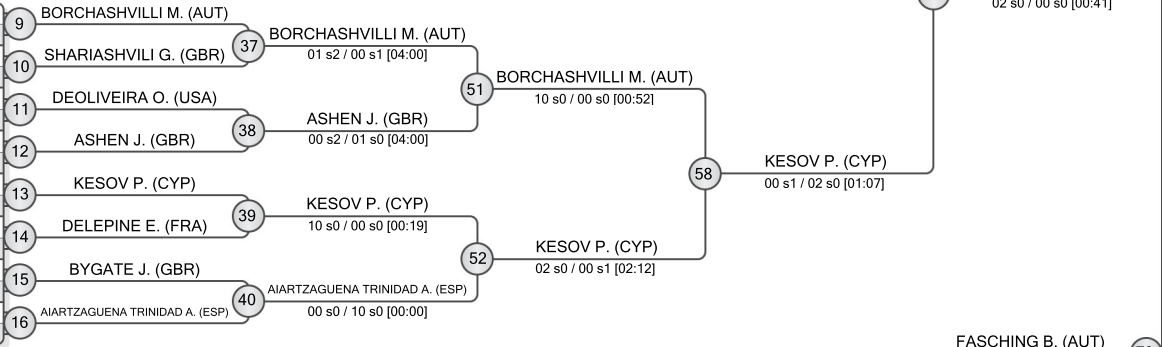 02 s0 / 00 s0 [00:41]
9
BORCHASHVILLI M. (AUT)
37
BORCHASHVILLI M. (AUT)
01 s2 / 00 s1 [04:00]
10
SHARIASHVILI G. (GBR)
51
BORCHASHVILLI M. (AUT)
10 s0 / 00 s0 [00:52]
11
DEOLIVEIRA O. (USA)
38
ASHEN J. (GBR)
00 s2 / 01 s0 [04:00]
12
ASHEN J. (GBR)
58
KESOV P. (CYP)
00 s1 / 02 s0 [01:07]
13
KESOV P. (CYP)
39
KESOV P. (CYP)
10 s0 / 00 s0 [00:19]
14
DELEPINE E. (FRA)
52
KESOV P. (CYP)
02 s0 / 00 s1 [02:12]
15
BYGATE J. (GBR)
40
AIARTZAGUENA TRINIDAD A. (ESP)
00 s0 / 10 s0 [00:00]
16
AIARTZAGUENA TRINIDAD A. (ESP)
FASCHING B. (AUT)